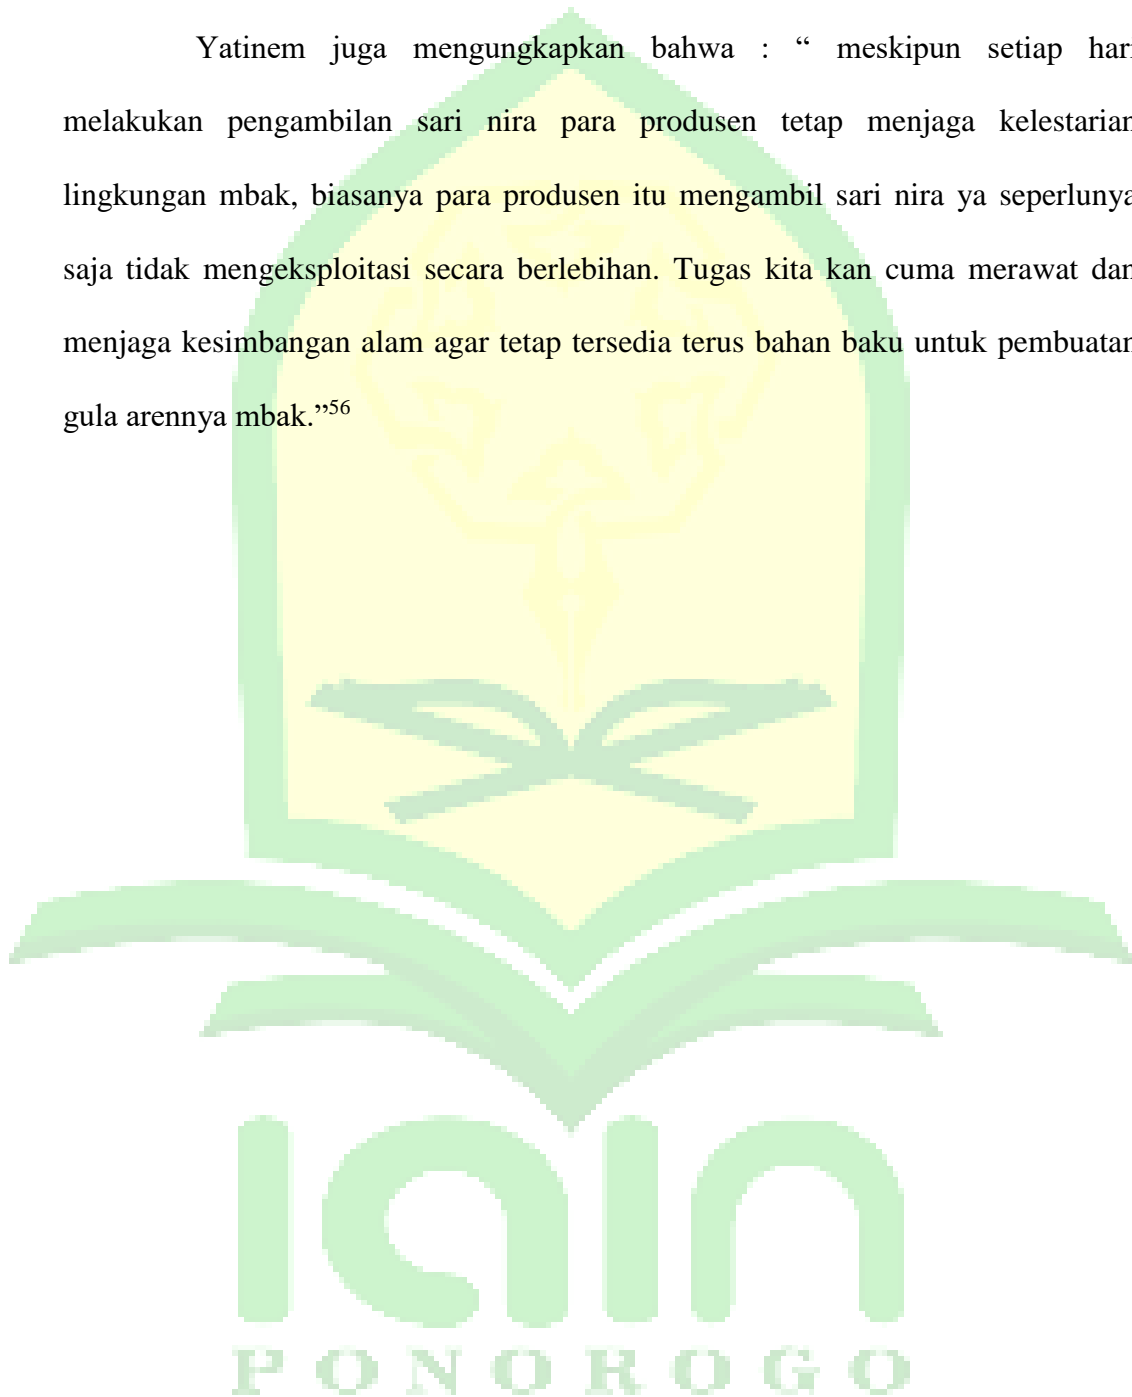 Yatinem juga mengungkapkan bahwa : “ meskipun setiap hari
melakukan pengambilan sari nira para produsen tetap menjaga kelestarian
lingkungan mbak, biasanya para produsen itu mengambil sari nira ya seperlunya
saja tidak mengeksploitasi secara berlebihan. Tugas kita kan cuma merawat dan
menjaga kesimbangan alam agar tetap tersedia terus bahan baku untuk pembuatan
gula arennya mbak.”56
iain
PONOROGO